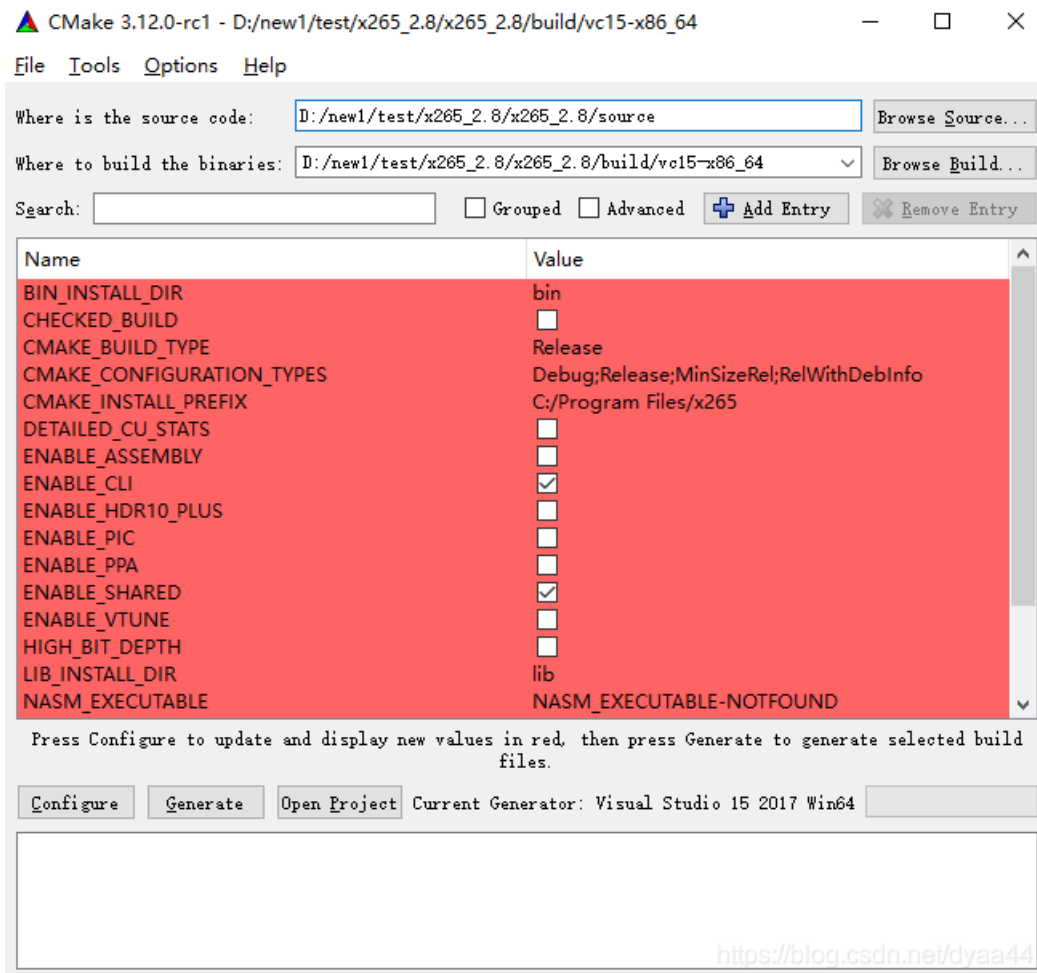 CMake 3.12.0-rc1 - D:/new1/test/x265_2.8/x265_2.8/build/vc15-x86_64
File Tools Options Help
Where is the source code: D:/new1/test/x265_2.8/x265_2.8/source Browse Source...
Where to build the binaries: D:/new1/test/x265_2.8/x265_2.8/build/vc15-x86_64 Browse Build...
Search: Grouped Advanced Add Entry Remove Entry
Name Value
BIN_INSTALL_DIR bin
CHECKED_BUILD
CMAKE_BUILD_TYPE Release
CMAKE_CONFIGURATION_TYPES Debug;Release;MinSizeRel;RelWithDebInfo
CMAKE_INSTALL_PREFIX C:/Program Files/x265
DETAILED_CU_STATS
ENABLE_ASSEMBLY
ENABLE_CLI
ENABLE_HDR10_PLUS
ENABLE_PIC
ENABLE_PPA
ENABLE_SHARED
ENABLE_VTUNE
HIGH_BIT_DEPTH
LIB_INSTALL_DIR lib
NASM_EXECUTABLE NASM_EXECUTABLE-NOTFOUND
Press Configure to update and display new values in red, then press Generate to generate selected build
files.
Configure Generate Open Project Current Generator: Visual Studio 15 2017 Win64
https://blog.csdn.net/dyaa44